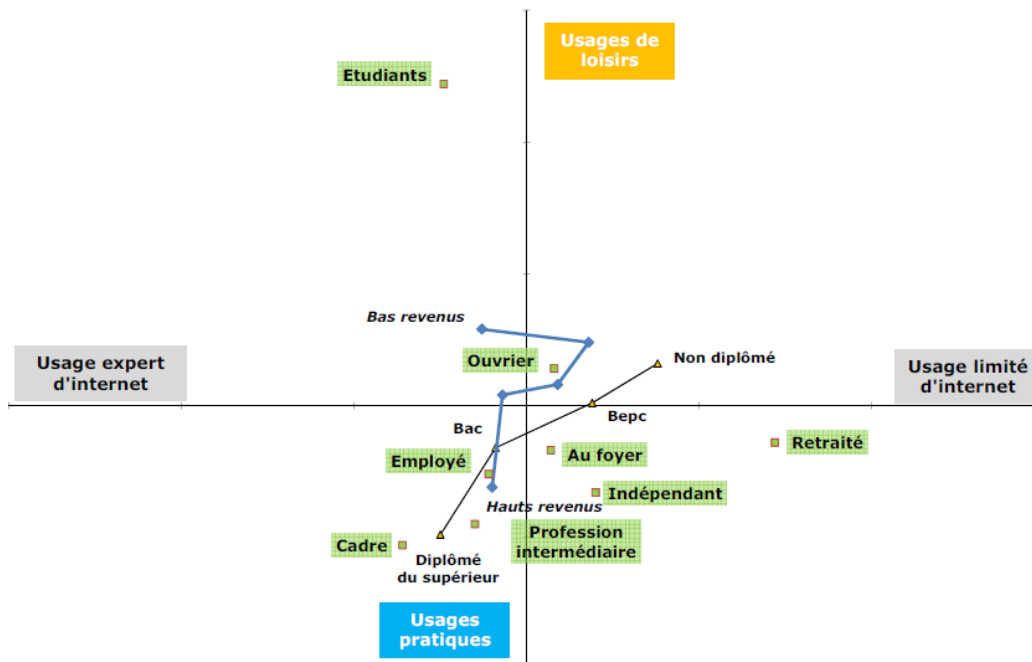 Usages de
loisirs
Etudiants
Bas revenus
Ouvrier
Non diplômé
Usage expert
d'internet
Usage limité
d'internet
Bepc
Bac
Au foyer
Retraité
Employé
Indépendant
Hauts revenus
Profession
intermédiaire
Cadre
Diplômé
du supérieur
Usages
pratiques